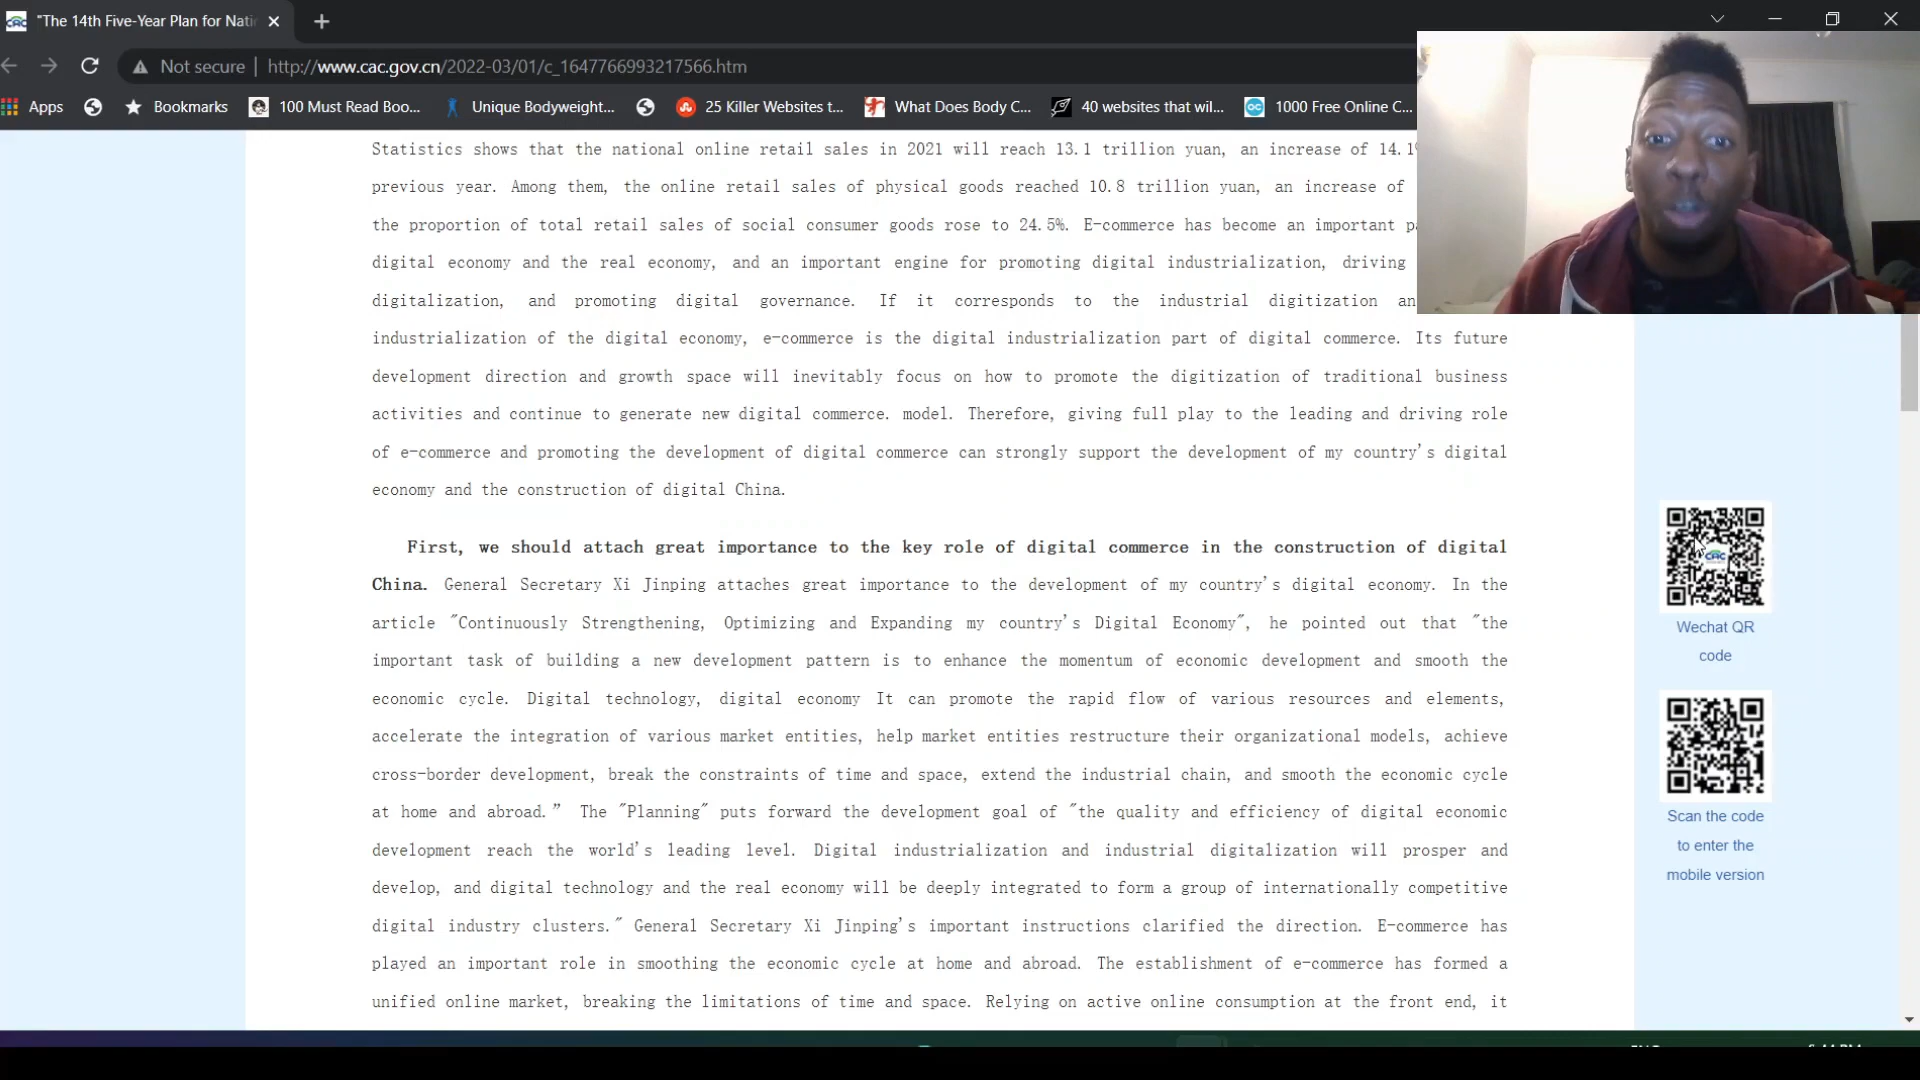 "The 14th Five-Year Plan for Nati
Not secure
http://www.cac.gov.cn/2022-03/01/c_1647766993217566.htm
Apps
Bookmarks
100 Must Read Boo...
Unique Bodyweight...
25 Killer Websites t...
What Does Body C...
40 websites that wil...
1000 Free Online C...
Statistics shows that the national online retail sales in 2021 will reach 13.1 trillion yuan, an increase of 14.1
previous year. Among them, the online retail sales of physical goods reached 10.8 trillion yuan, an increase of
the proportion of total retail sales of social consumer goods rose to 24.5%. E-commerce has become an important
digital economy and the real economy, and an important engine for promoting digital industrialization, driving
digitalization, and promoting digital governance. If it corresponds to the industrial digitization
industrialization of the digital economy, e-commerce is the digital industrialization part of digital commerce. Its future
development direction and growth space will inevitably focus on how to promote the digitization of traditional business
activities and continue to generate new digital commerce. model. Therefore, giving full play to the leading and driving role
of e-commerce and promoting the development of digital commerce can strongly support the development of my country's digital
economy and the construction of digital China.
First, we should attach great importance to the key role of digital commerce in the construction of digital
China. General Secretary Xi Jinping attaches great importance to the development of my country's digital economy. In the
article "Continuously Strengthening, Optimizing and Expanding my country's Digital Economy", he pointed out that "the
important task of building a new development pattern is to enhance the momentum of economic development and smooth the
economic cycle. Digital technology, digital economy It can promote the rapid flow of various resources and elements,
accelerate the integration of various market entities, help market entities restructure their organizational models, achieve
cross-border development, break the constraints of time and space, extend the industrial chain, and smooth the economic cycle
at home and abroad." The "Planning" puts forward the development goal of "the quality and efficiency of digital economic
development reach the world's leading level. Digital industrialization and industrial digitalization will prosper and
develop, and digital technology and the real economy will be deeply integrated to form a group of internationally competitive
digital industry clusters." General Secretary Xi Jinping's important instructions clarified the direction. E-commerce has
played an important role in smoothing the economic cycle at home and abroad. The establishment of e-commerce has formed a
unified online market, breaking the limitations of time and space. Relying on active online consumption at the front end, it
CAC
Wechat QR
code
Scan the code
to enter the
mobile version